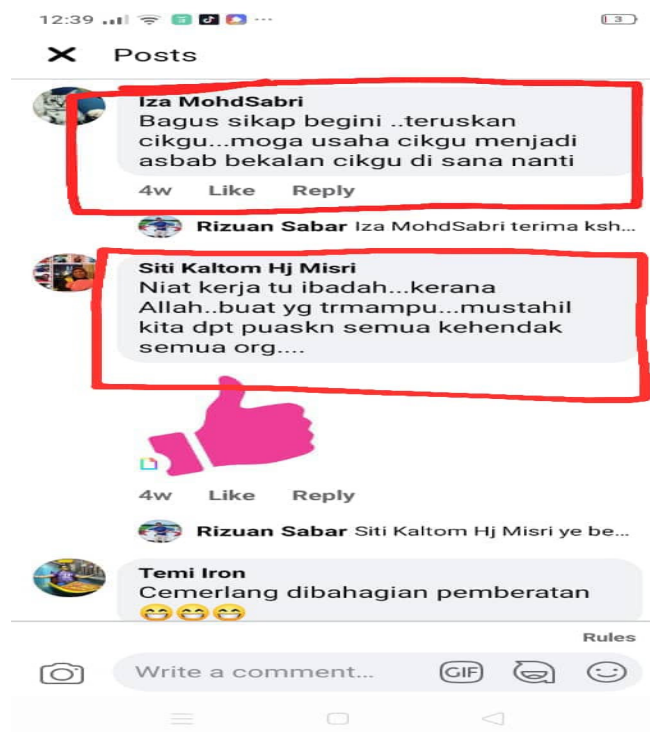 12:39
3
Posts
Iza MohdSabri
Bagus sikap begini ..teruskan
cikgu...moga usaha cikgu menjadi
asbab bekalan cikgu di sana nanti
4w Like Reply
Rizuan Sabar Iza MohdSabri terima ksh...
Siti Kaltom Hj Misri
Niat kerja tu ibadah...kerana
Allah..buat yg trmampu...mustahil
kita dpt puaskn semua kehendak
semua org....
4w Like Reply
Rizuan Sabar Siti Kaltom Hj Misri ye be...
Temi Iron
Cemerlang dibahagian pemberatan
😁😁😁
Rules
Write a comment...
GIF